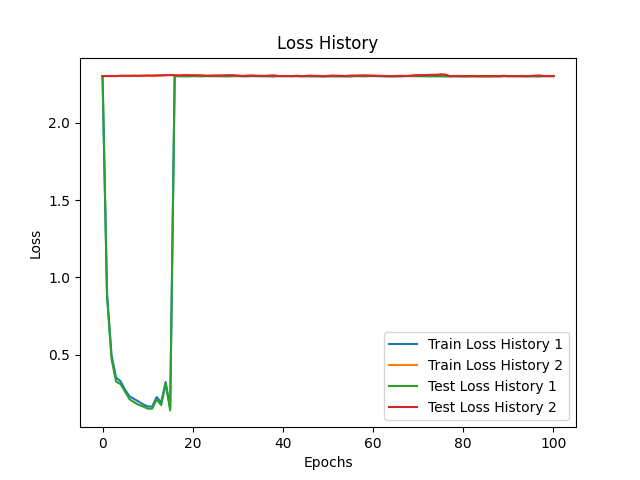 Loss History
2.0
1.5
1.0
0.5
Loss
0 20 40 60 80 100
Epochs
Train Loss History 1
Train Loss History 2
Test Loss History 1
Test Loss History 2